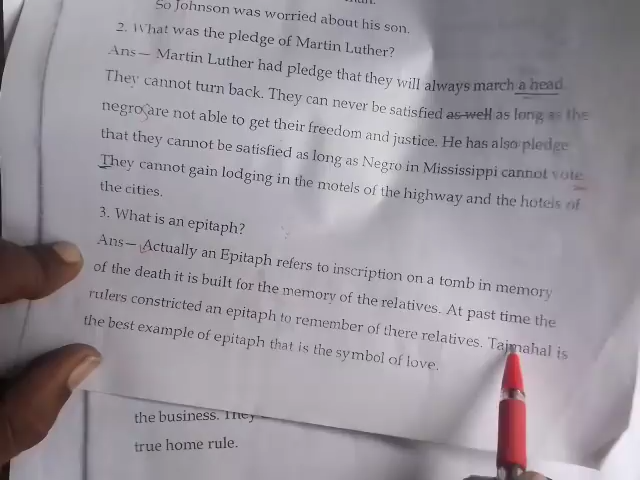 So Johnson was worried about his son.
2. What was the pledge of Martin Luther?
Ans— Martin Luther had pledge that they will always march a head
They cannot turn back. They can never be satisfied as well as long as the
negro are not able to get their freedom and justice. He has also pledge
that they cannot be satisfied as long as Negro in Mississippi cannot vote
They cannot gain lodging in the motels of the highway and the hotels of
the cities.
3. What is an epitaph?
Ans— Actually an Epitaph refers to inscription on a tomb in memory
of the death it is built for the memory of the relatives. At past time the
rulers constricted an epitaph to remember of there relatives. Tajmahal is
the best example of epitaph that is the symbol of love.
the business. They
true home rule.